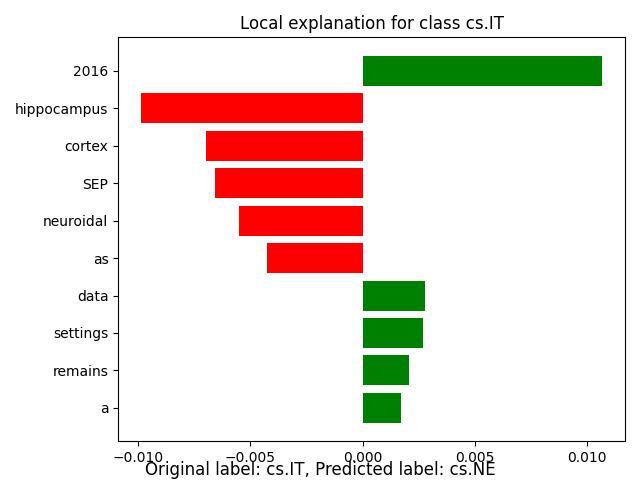 Local explanation for class cs.IT
2016
hippocampus
cortex
SEP
neuroidal
as
data
settings
remains
a
−0.010 −0.005 0.000 0.005 0.010
Original label: cs.IT, Predicted label: cs.NE